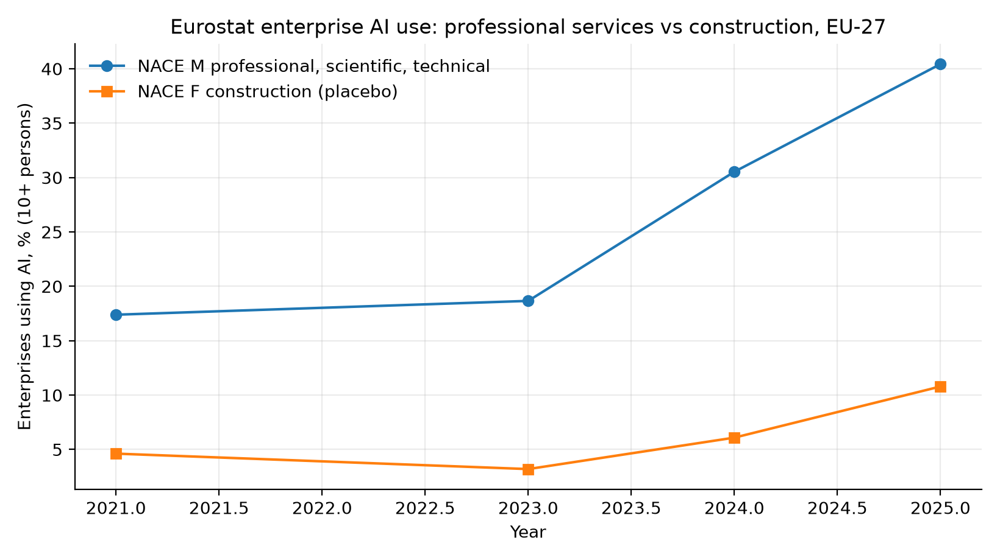 Eurostat enterprise AI use: professional services vs construction, EU-27
NACE M professional, scientific, technical
NACE F construction (placebo)
Enterprises using AI, % (10+ persons)
40
35
30
25
20
15
10
5
2021.0 2021.5 2022.0 2022.5 2023.0 2023.5 2024.0 2024.5 2025.0
Year